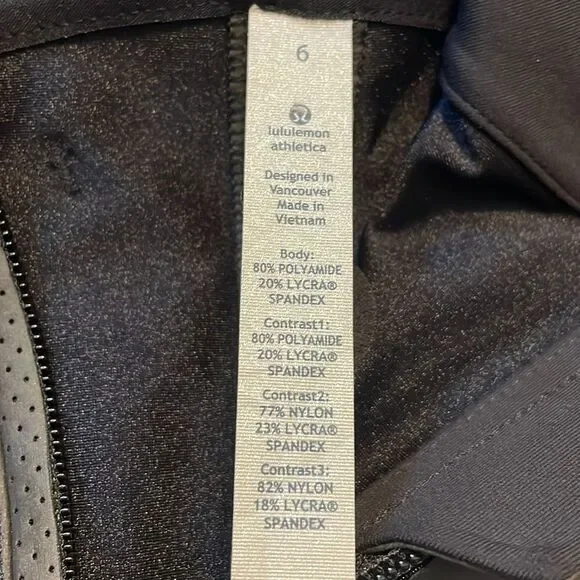 6
lululemon
athletica
Designed in
Vancouver
Made in
Vietnam
Body:
80% POLYAMIDE
20% LYCRA®
SPANDEX
Contrast1:
80% POLYAMIDE
20% LYCRA®
SPANDEX
Contrast2:
77% NYLON
23% LYCRA®
SPANDEX
Contrast3:
82% NYLON
18% LYCRA®
SPANDEX